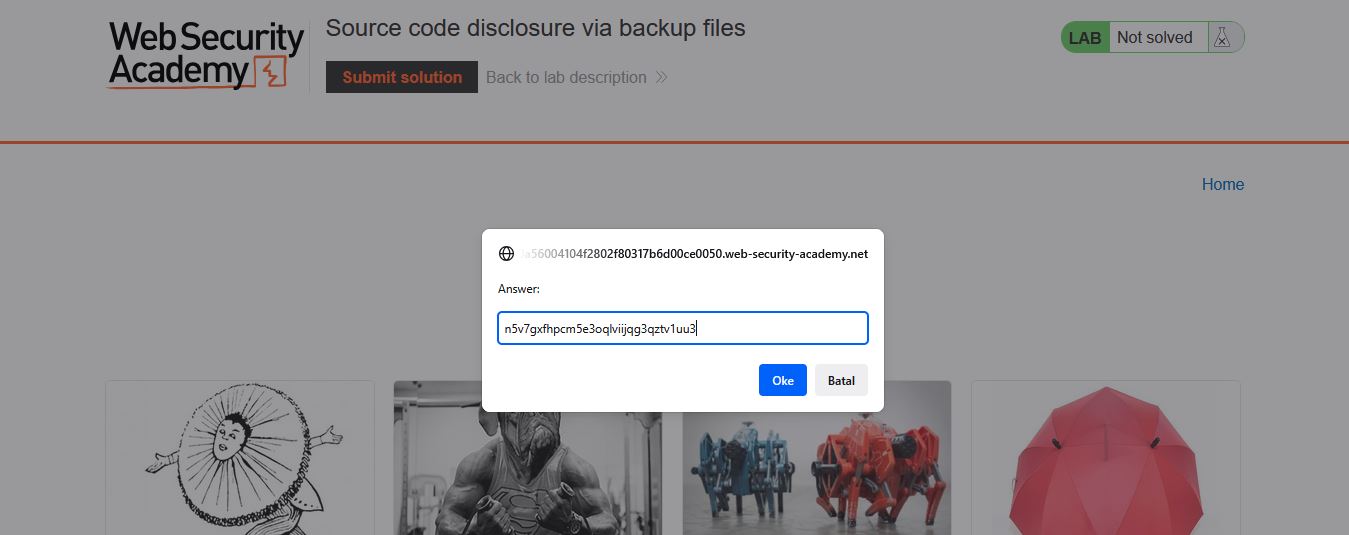 Web Security
Academy
Source code disclosure via backup files
Submit solution
Back to lab description
LAB
Not solved
Home
a56004104f2802f80317b6d00ce0050.web-security-academy.net
Answer:
n5v7gxfhpcm5e3oqlviijqg3qztv1uu3
Oke
Batal